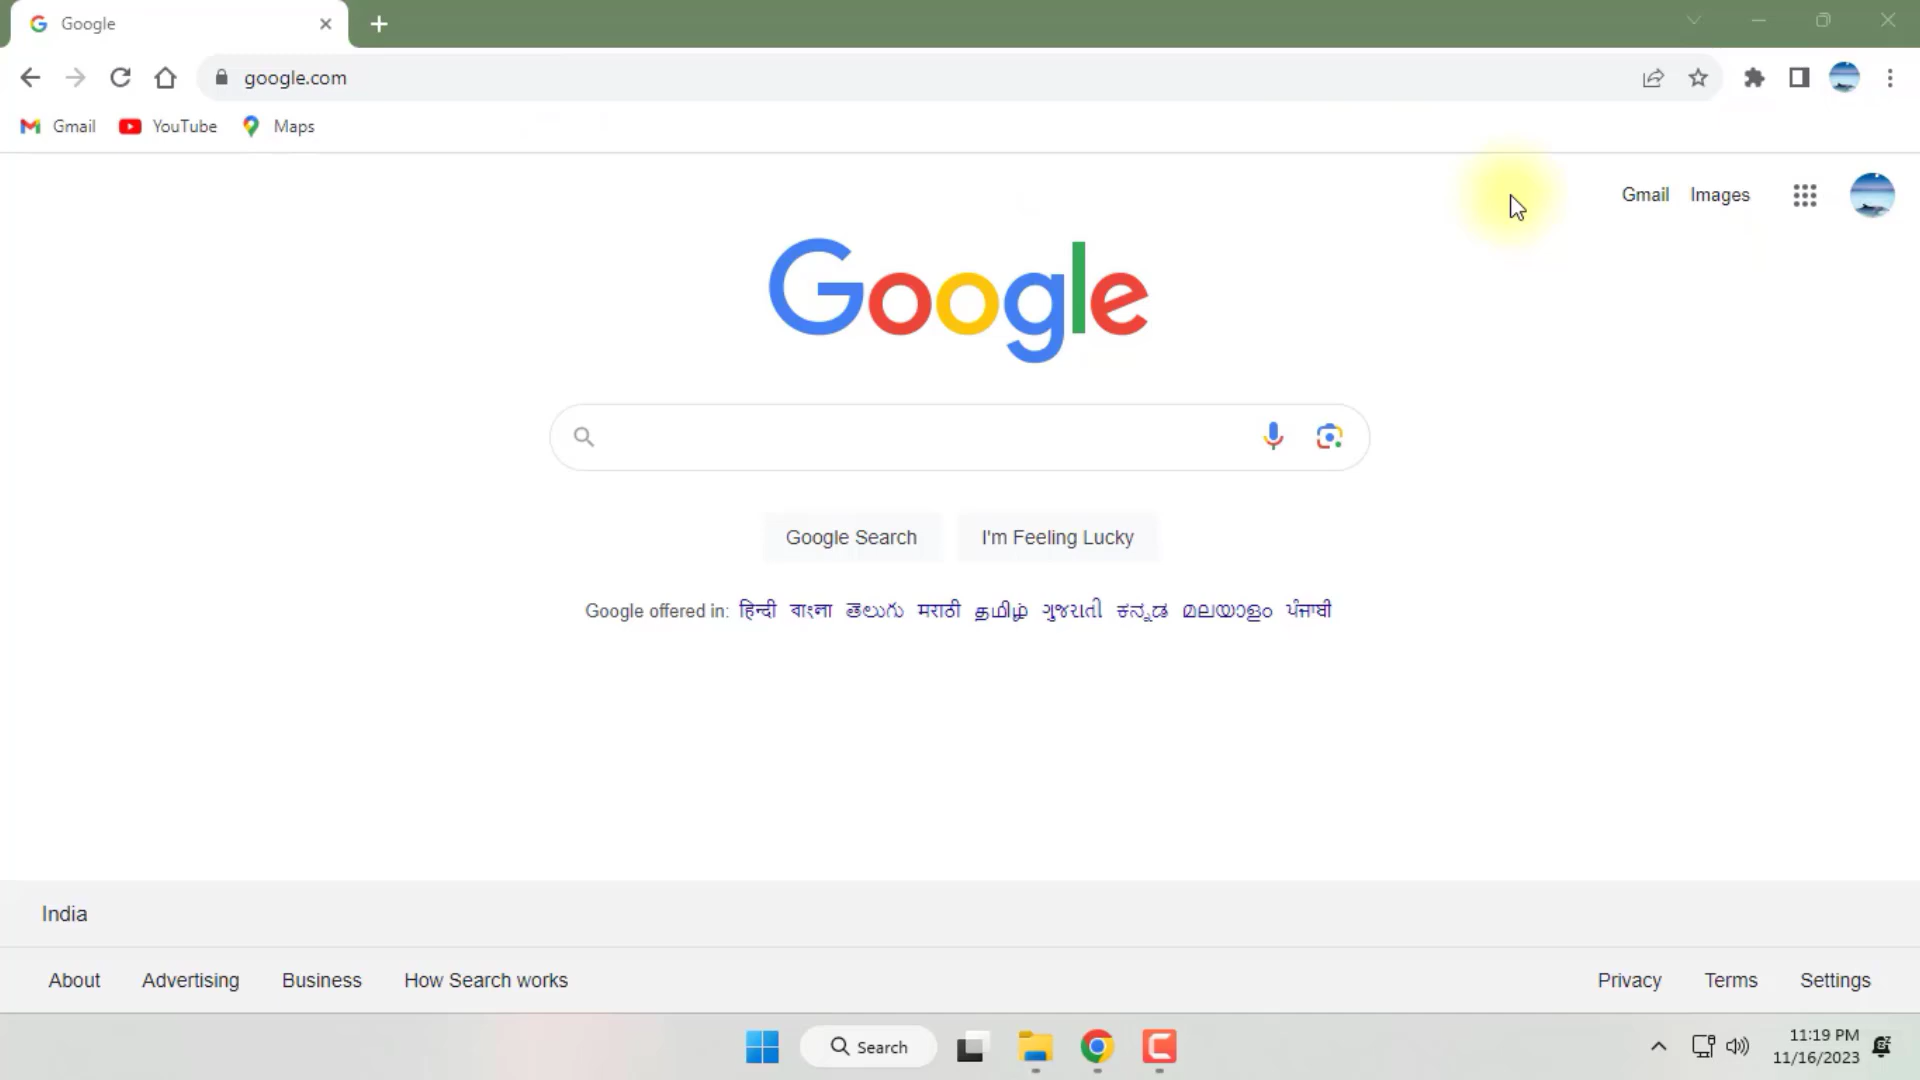 Google
google.com
Gmail YouTube Maps
Gmail Images
Google
Google Search I'm Feeling Lucky
Google offered in: हिन्दी বাংলা తెలుగు मराठी தமிழ் ગુજરાતી ಕನ್ನಡ മലയാളം ਪੰਜਾਬੀ
India
About Advertising Business How Search works Privacy Terms Settings
Search
11:19 PM
11/16/2023